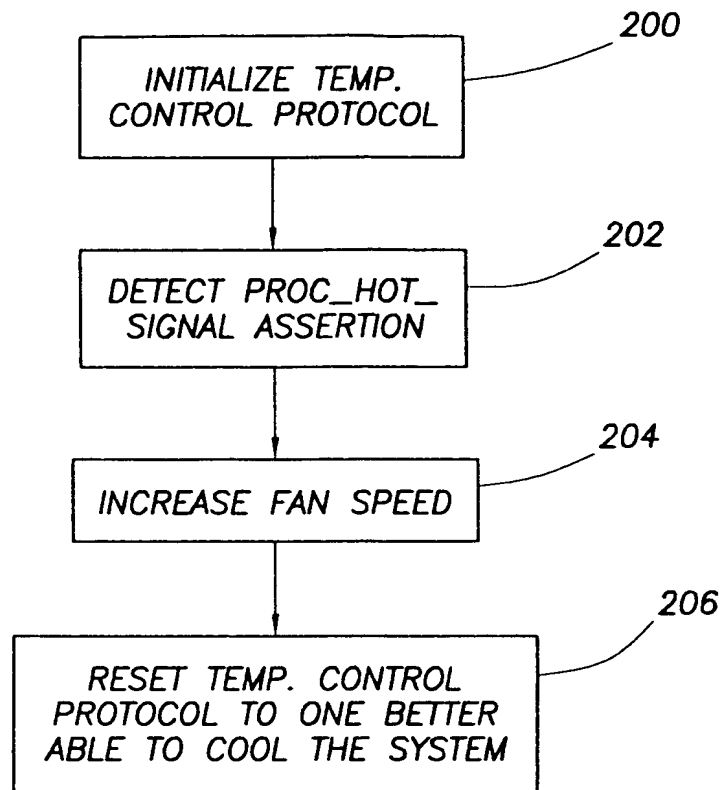 200
INITIALIZE TEMP.
CONTROL PROTOCOL
202
DETECT PROC_HOT_
SIGNAL ASSERTION
204
INCREASE FAN SPEED
206
RESET TEMP. CONTROL
PROTOCOL TO ONE BETTER
ABLE TO COOL THE SYSTEM